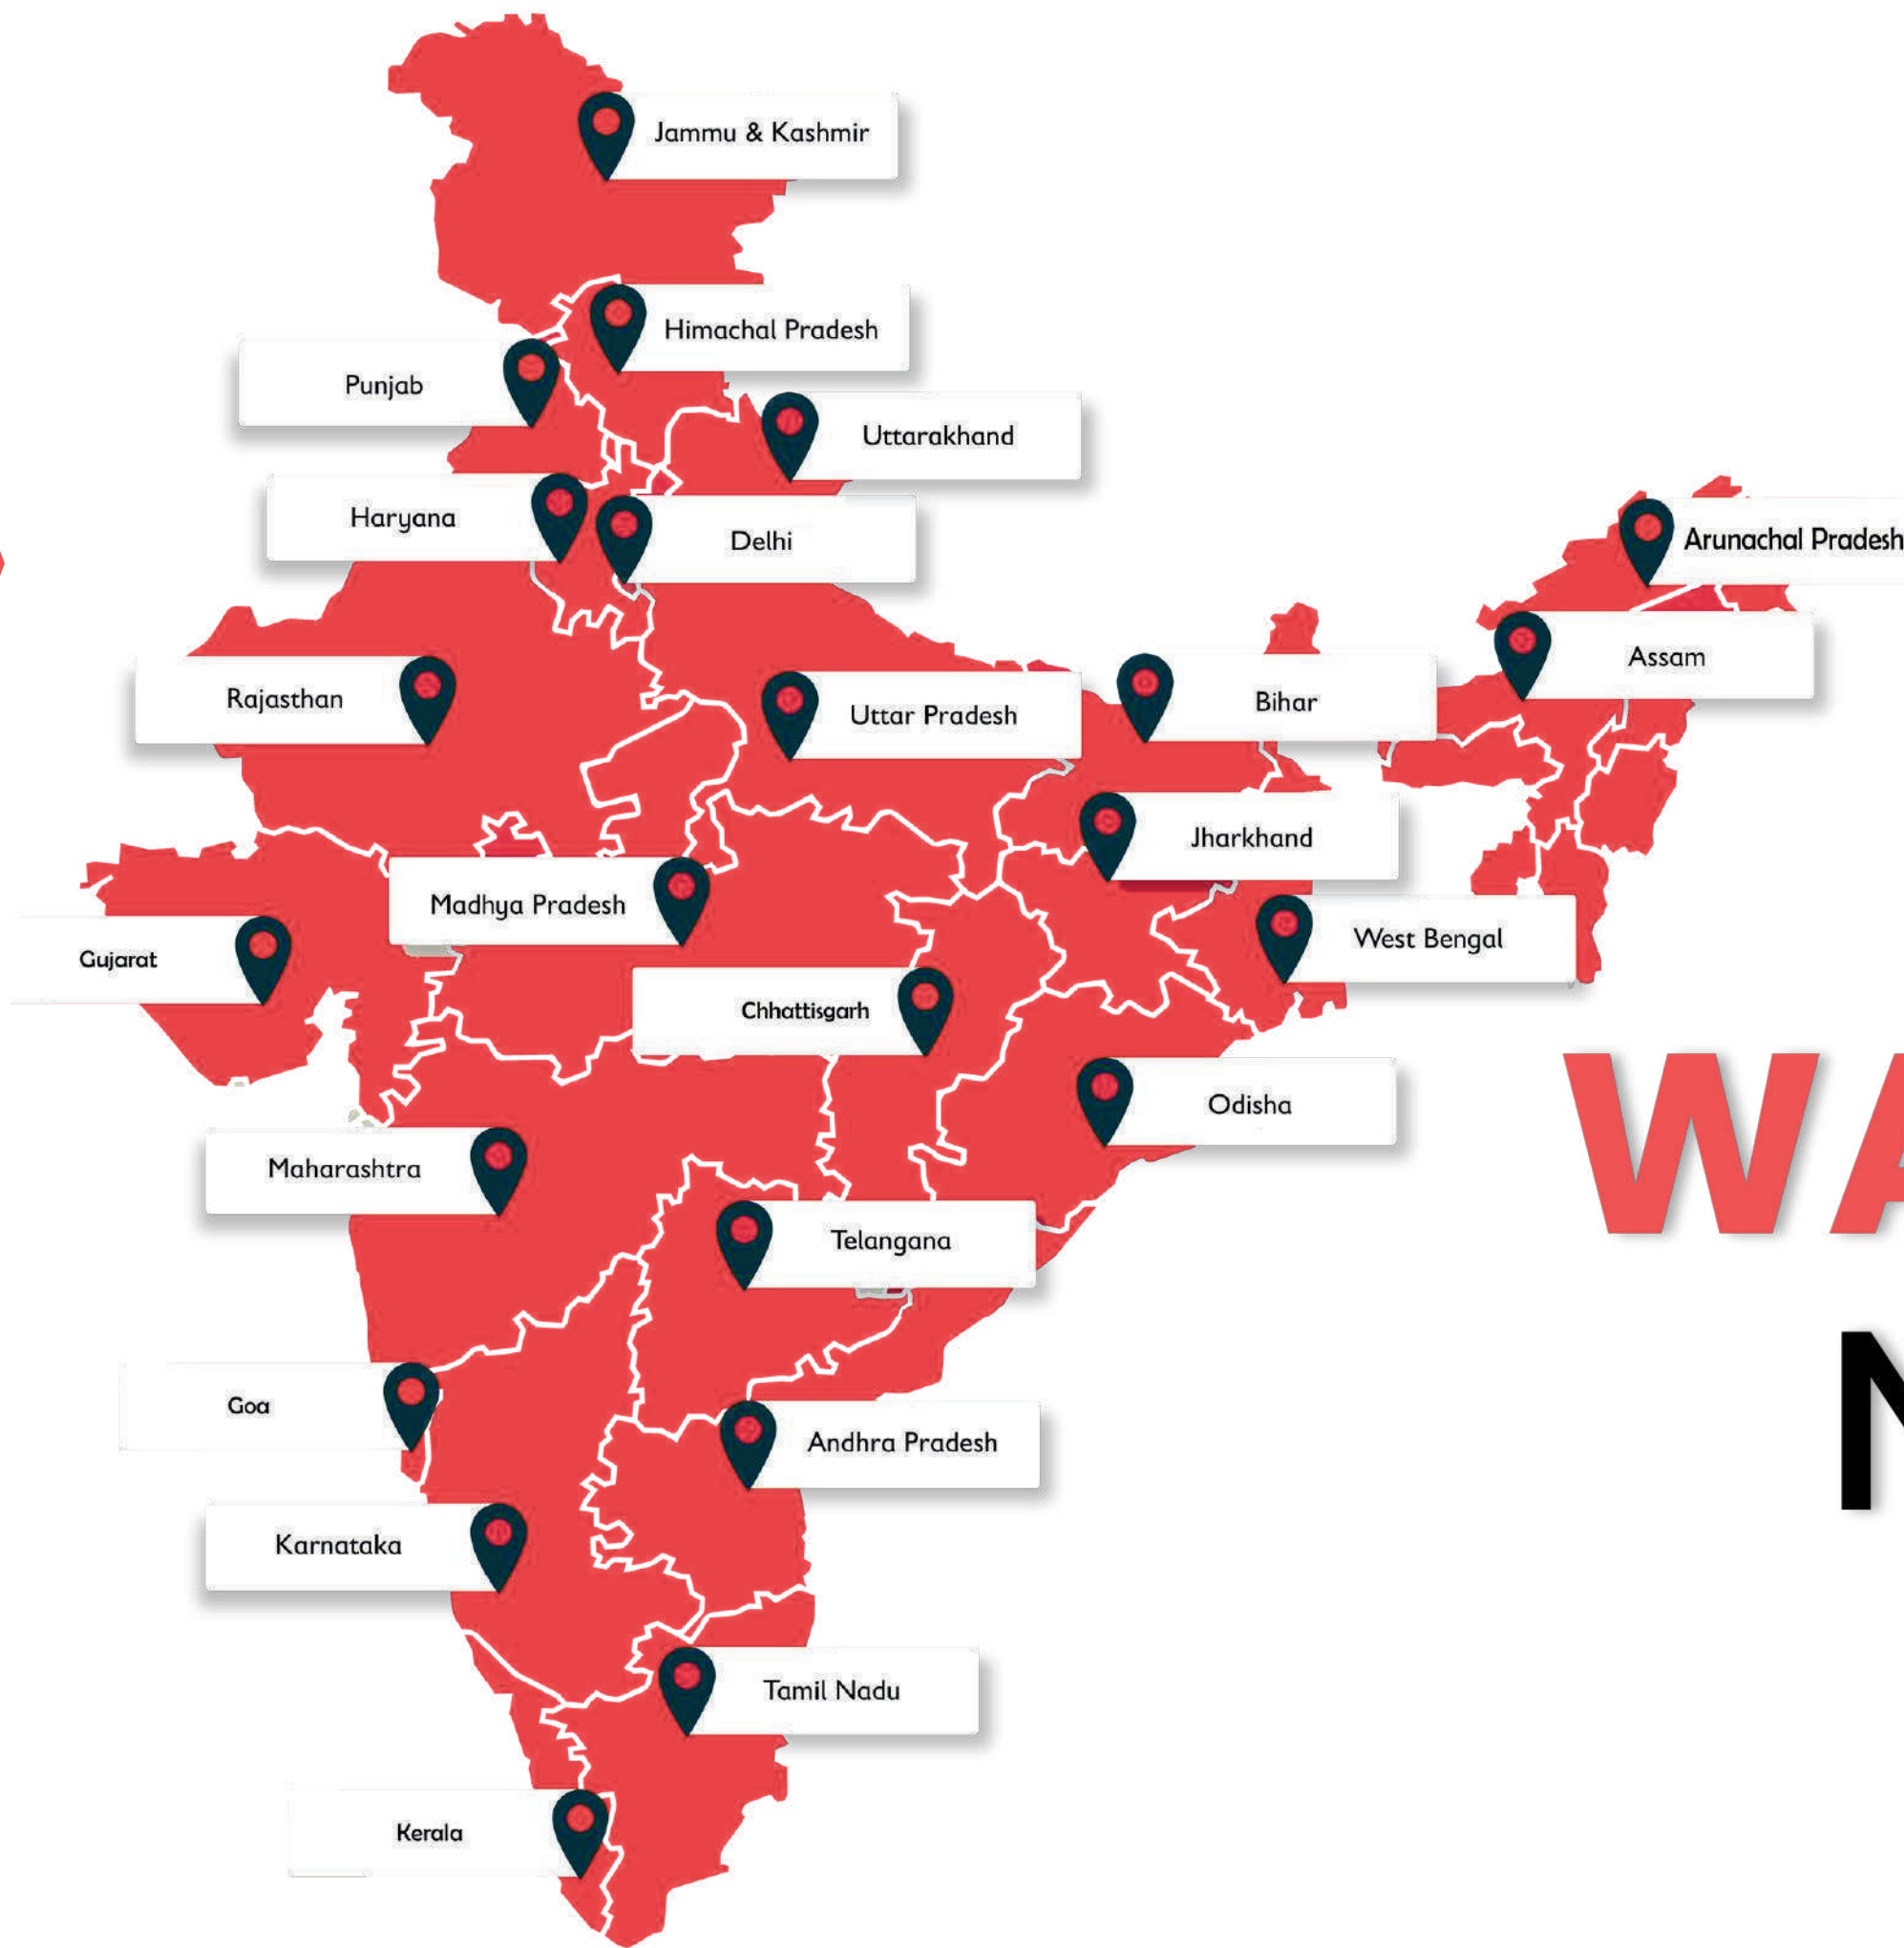 Jammu & Kashmir
Himachal Pradesh
Punjab
Uttarakhand
Haryana
Delhi
Arunachal Pradesh
Assam
Rajasthan
Bihar
Uttar Pradesh
Jharkhand
Madhya Pradesh
West Bengal
Gujarat
Chhattisgarh
Odisha
WA
Maharashtra
Telangana
Goa
Andhra Pradesh
Karnataka
Tamil Nadu
Kerala